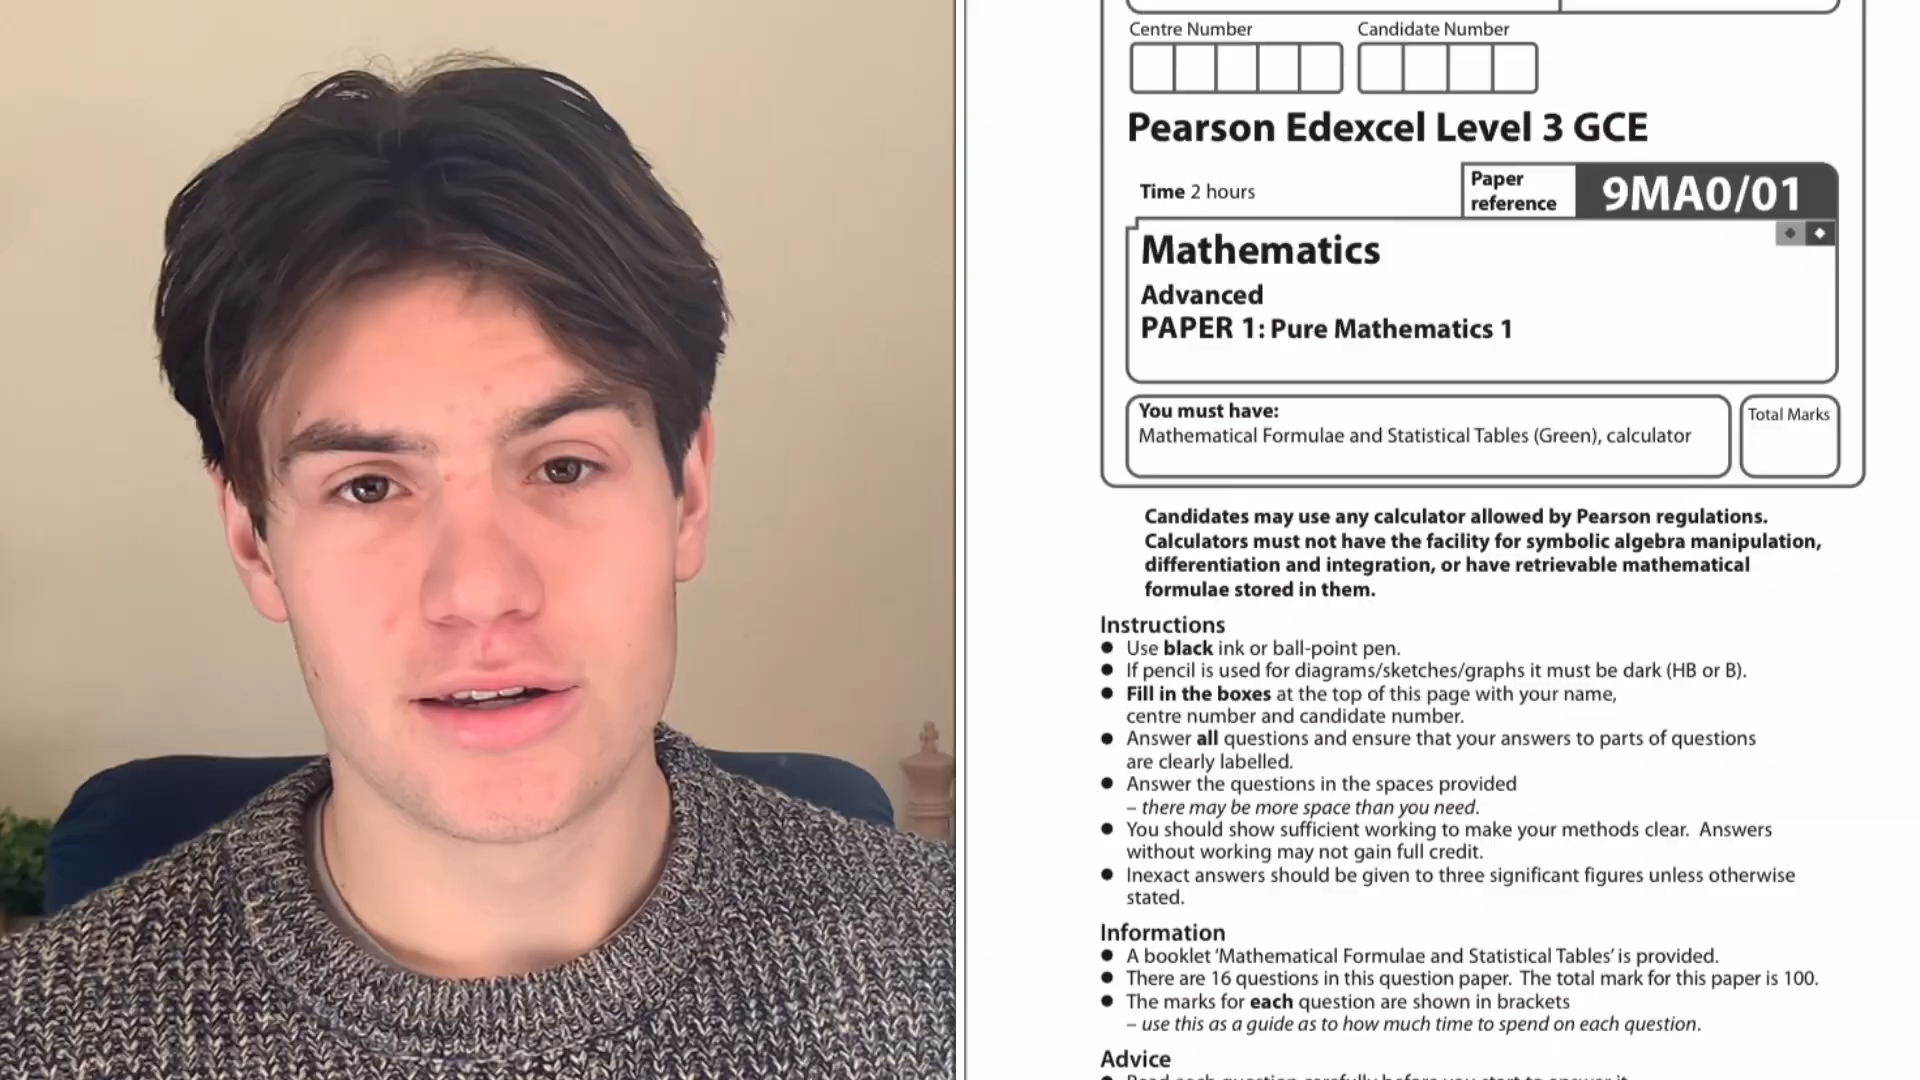 Centre Number
Candidate Number
Pearson Edexcel Level 3 GCE
Time 2 hours
Paper
reference
9MA0/01
Mathematics
Advanced
PAPER 1: Pure Mathematics 1
You must have:
Mathematical Formulae and Statistical Tables (Green), calculator
Total Marks
Candidates may use any calculator allowed by Pearson regulations.
Calculators must not have the facility for symbolic algebra manipulation,
differentiation and integration, or have retrievable mathematical
formulae stored in them.
Instructions
● Use black ink or ball-point pen.
● If pencil is used for diagrams/sketches/graphs it must be dark (HB or B).
● Fill in the boxes at the top of this page with your name,
centre number and candidate number.
● Answer all questions and ensure that your answers to parts of questions
are clearly labelled.
● Answer the questions in the spaces provided
– there may be more space than you need.
● You should show sufficient working to make your methods clear. Answers
without working may not gain full credit.
● Inexact answers should be given to three significant figures unless otherwise
stated.
Information
● A booklet ‘Mathematical Formulae and Statistical Tables’ is provided.
● There are 16 questions in this question paper. The total mark for this paper is 100.
● The marks for each question are shown in brackets
– use this as a guide as to how much time to spend on each question.
Advice
● Read each question carefully before you start to answer it.